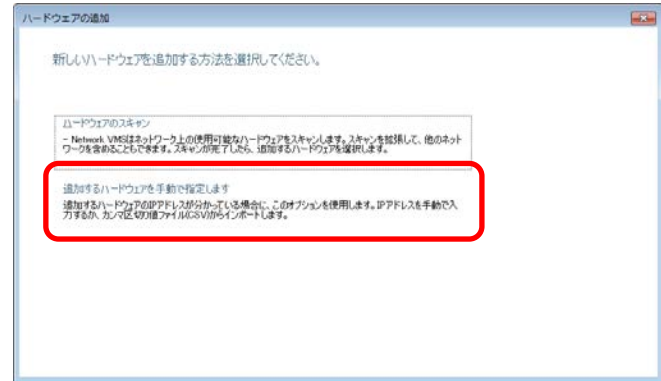 ハードウェアの追加
新しいハードウェアを追加する方法を選択してください。
ハードウェアのスキャン
- Network VMSはネットワーク上の使用可能なハードウェアをスキャンします。スキャンを拡張して、他のネット
ワークを含めることもできます。スキャンが完了したら、追加するハードウェアを選択します。
追加するハードウェアを手動で指定します
追加するハードウェアのIPアドレスが分かっている場合に、このオプションを使用します。IPアドレスを手動で入
力するか、カンマ区切り値ファイル(CSV)からインポートします。